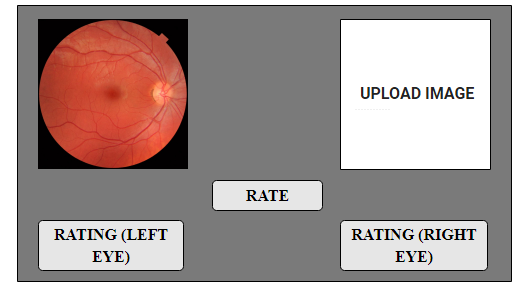 UPLOAD IMAGE
RATE
RATING (LEFT
EYE)
RATING (RIGHT
EYE)